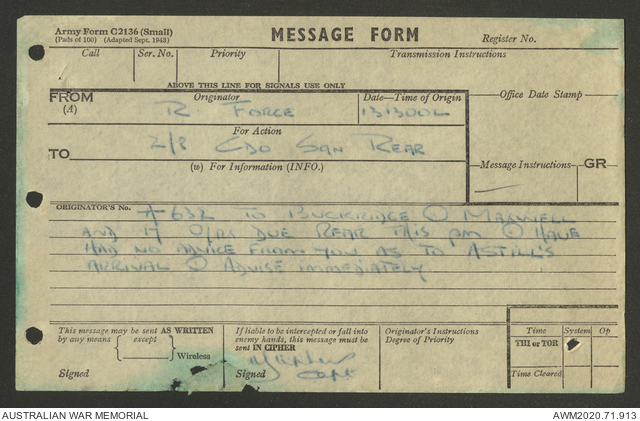 Army Form C2136 (Small)
(Pads of 100) (Adapted Sept. 1943)
MESSAGE FORM
Register No.
Call
Ser. No.
Priority
Transmission Instructions
ABOVE THIS LINE FOR SIGNALS USE ONLY
FROM
(A)
Originator
R FORCE
Date—Time of Origin
131300L
Office Date Stamp
For Action
TO
2/8 CDO SQN REAR
(w) For Information (INFO.)
Message Instructions
GR
ORIGINATOR'S No.
A632 TO BUCKRIDGE O MAXWELL
AND 17 O/RS DUE REAR THIS PM O HAVE
HAD NO ADVICE FROM YOU AS TO ASTILL'S
ARRIVAL O ADVISE IMMEDIATELY
This message may be sent AS WRITTEN
by any means
except
Wireless
Signed
If liable to be intercepted or fall into
enemy hands, this message must be
sent IN CIPHER
Signed
Capt
Originator's Instructions
Degree of Priority
Time
System
Op
THI or TOR
Time Cleared
AUSTRALIAN WAR MEMORIAL
AWM2020.71.913